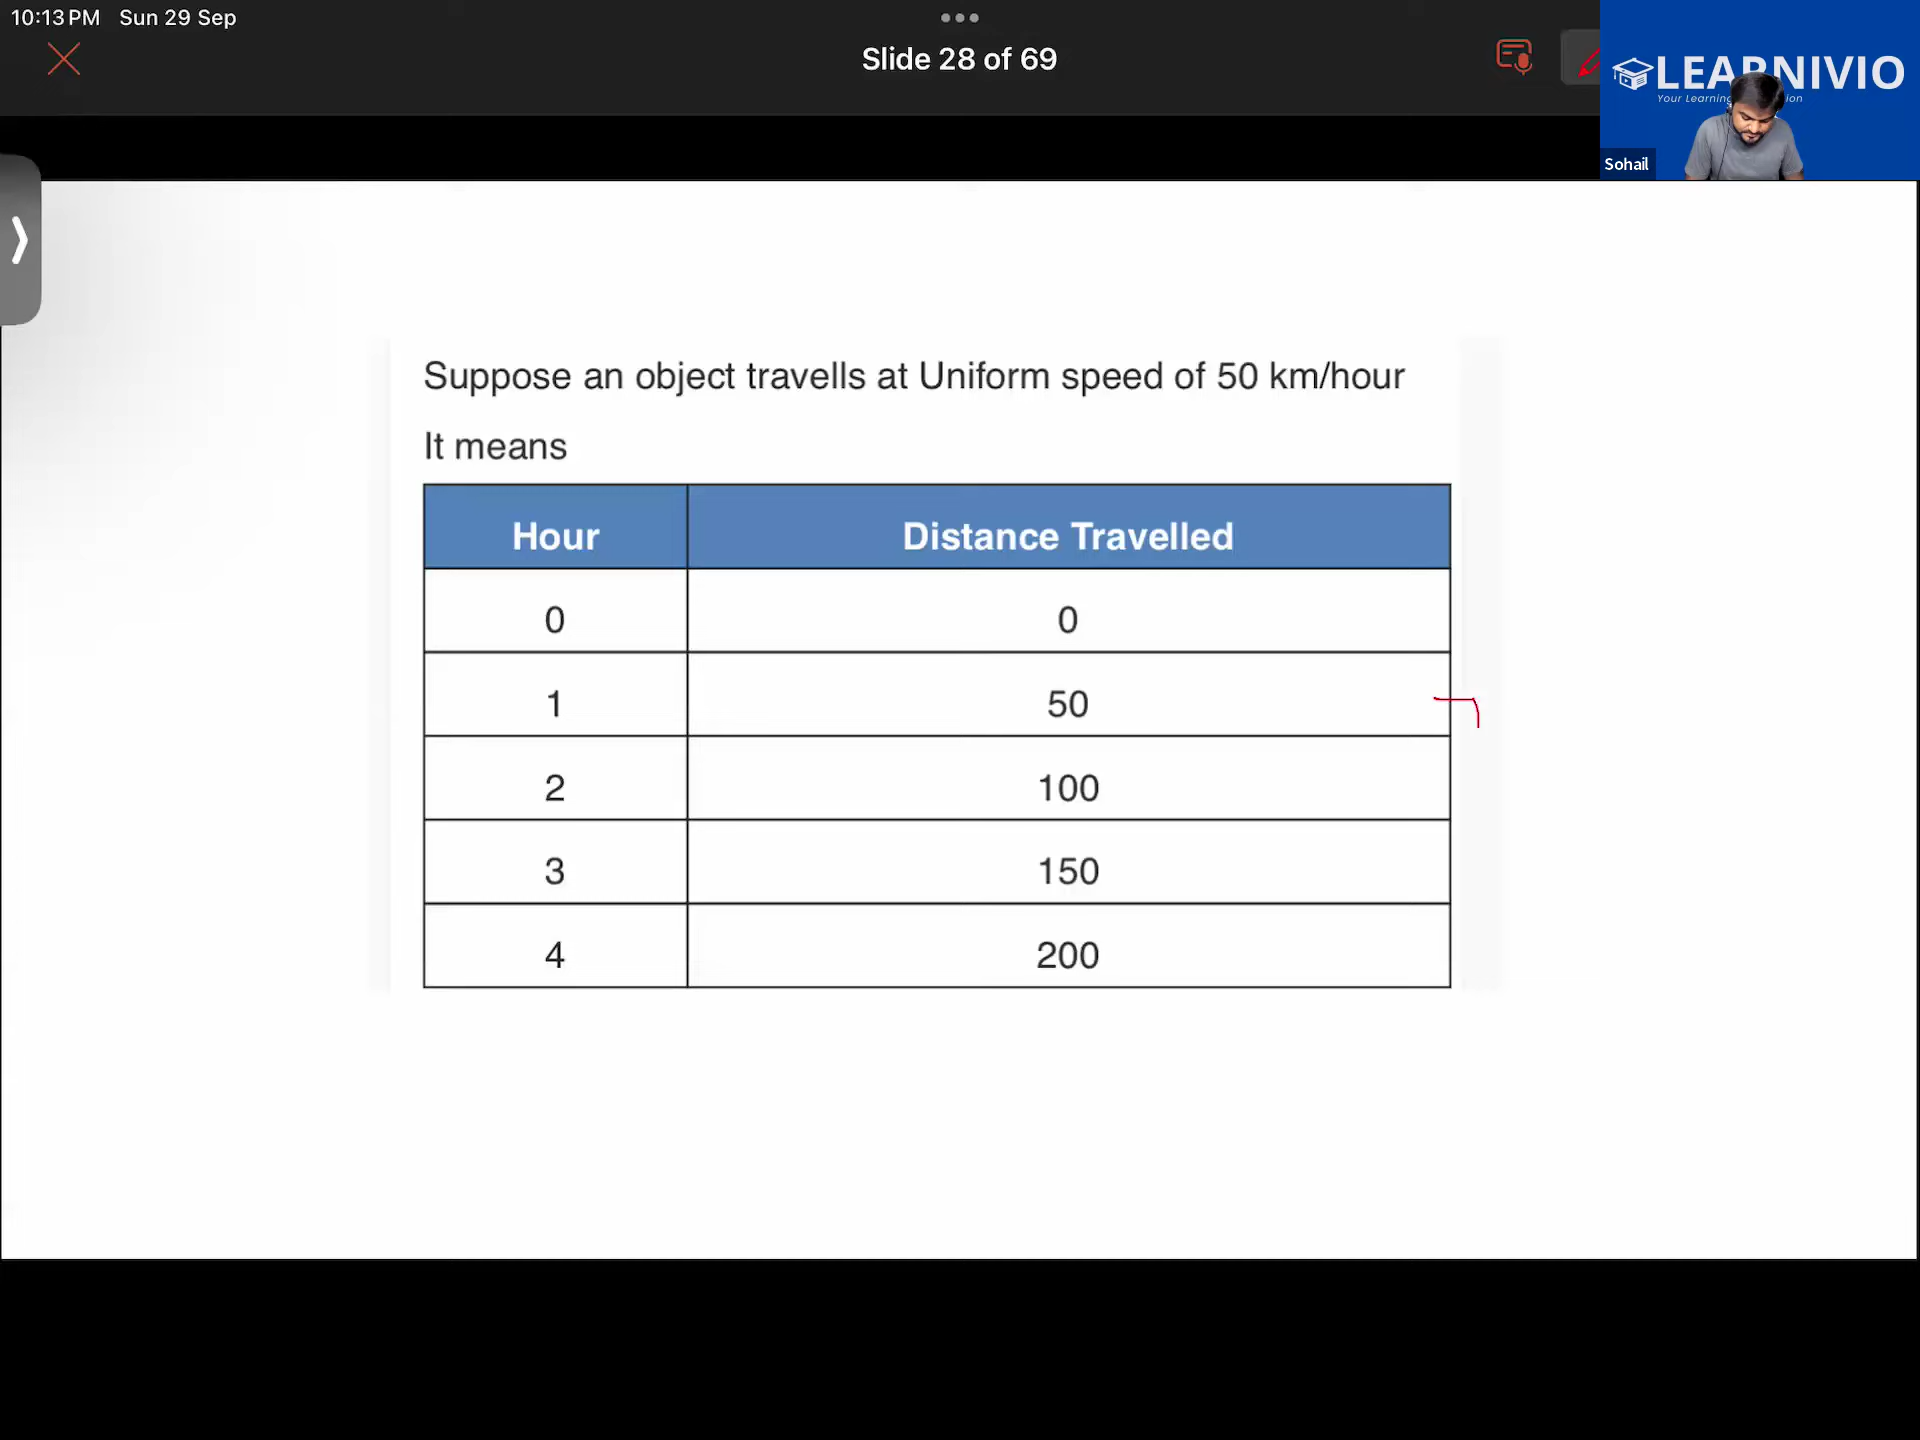 10:13 PM Sun 29 Sep
Slide 28 of 69
LEARNIVIO
Your Learning
Sohail
Suppose an object travells at Uniform speed of 50 km/hour
It means
Hour Distance Travelled
0 0
1 50
2 100
3 150
4 200